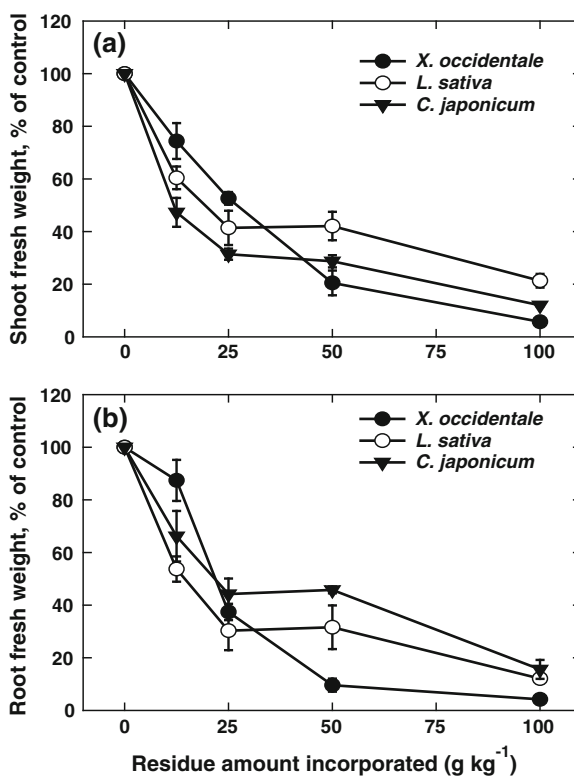 (a)
X. occidentale
L. sativa
C. japonicum
Shoot fresh weight, % of control
120
100
80
60
40
20
0
0 25 50 75 100
(b)
X. occidentale
L. sativa
C. japonicum
Root fresh weight, % of control
120
100
80
60
40
20
0
0 25 50 75 100
Residue amount incorporated (g kg⁻¹)